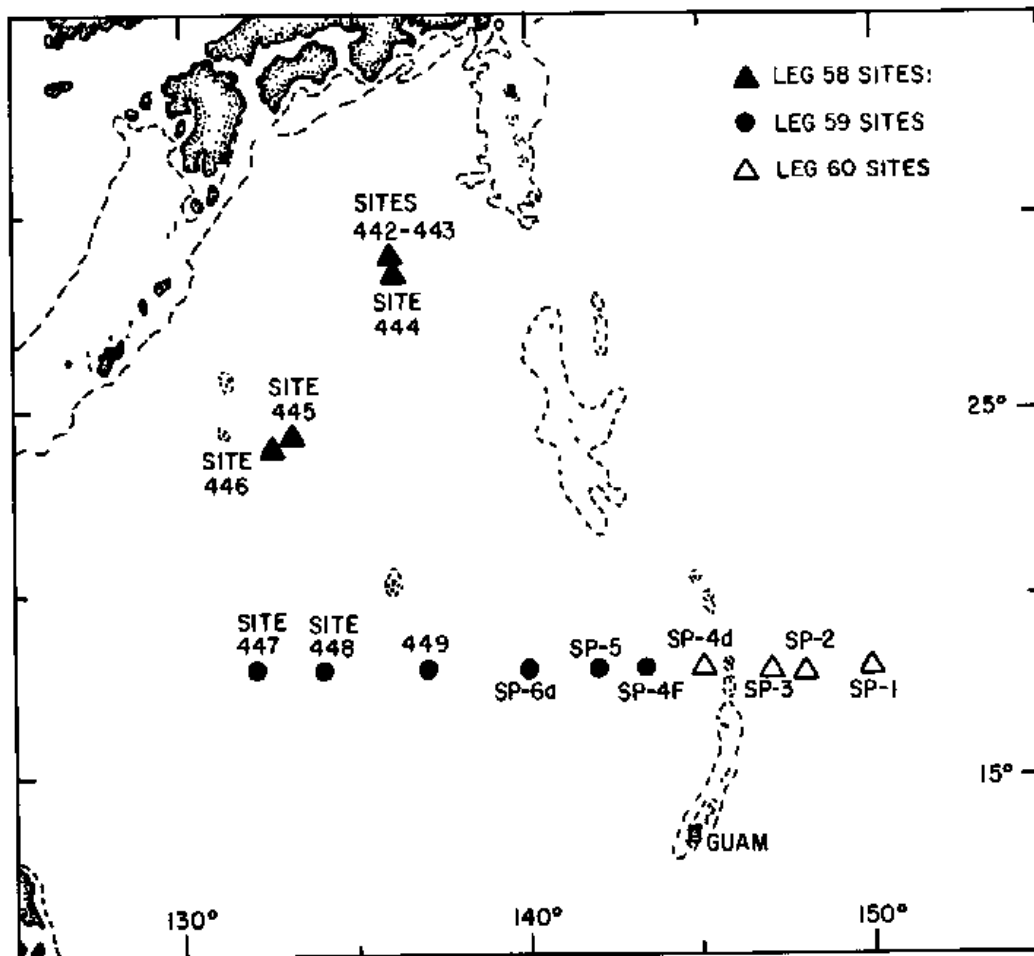 LEG 58 SITES:
LEG 59 SITES
LEG 60 SITES
SITES
442-443
SITE
444
SITE
445
25°
SITE
446
SITE
447
SITE
448
449
SP-6a
SP-5
SP-4F
SP-4d
SP-3
SP-2
SP-1
15°
GUAM
130°
140°
150°